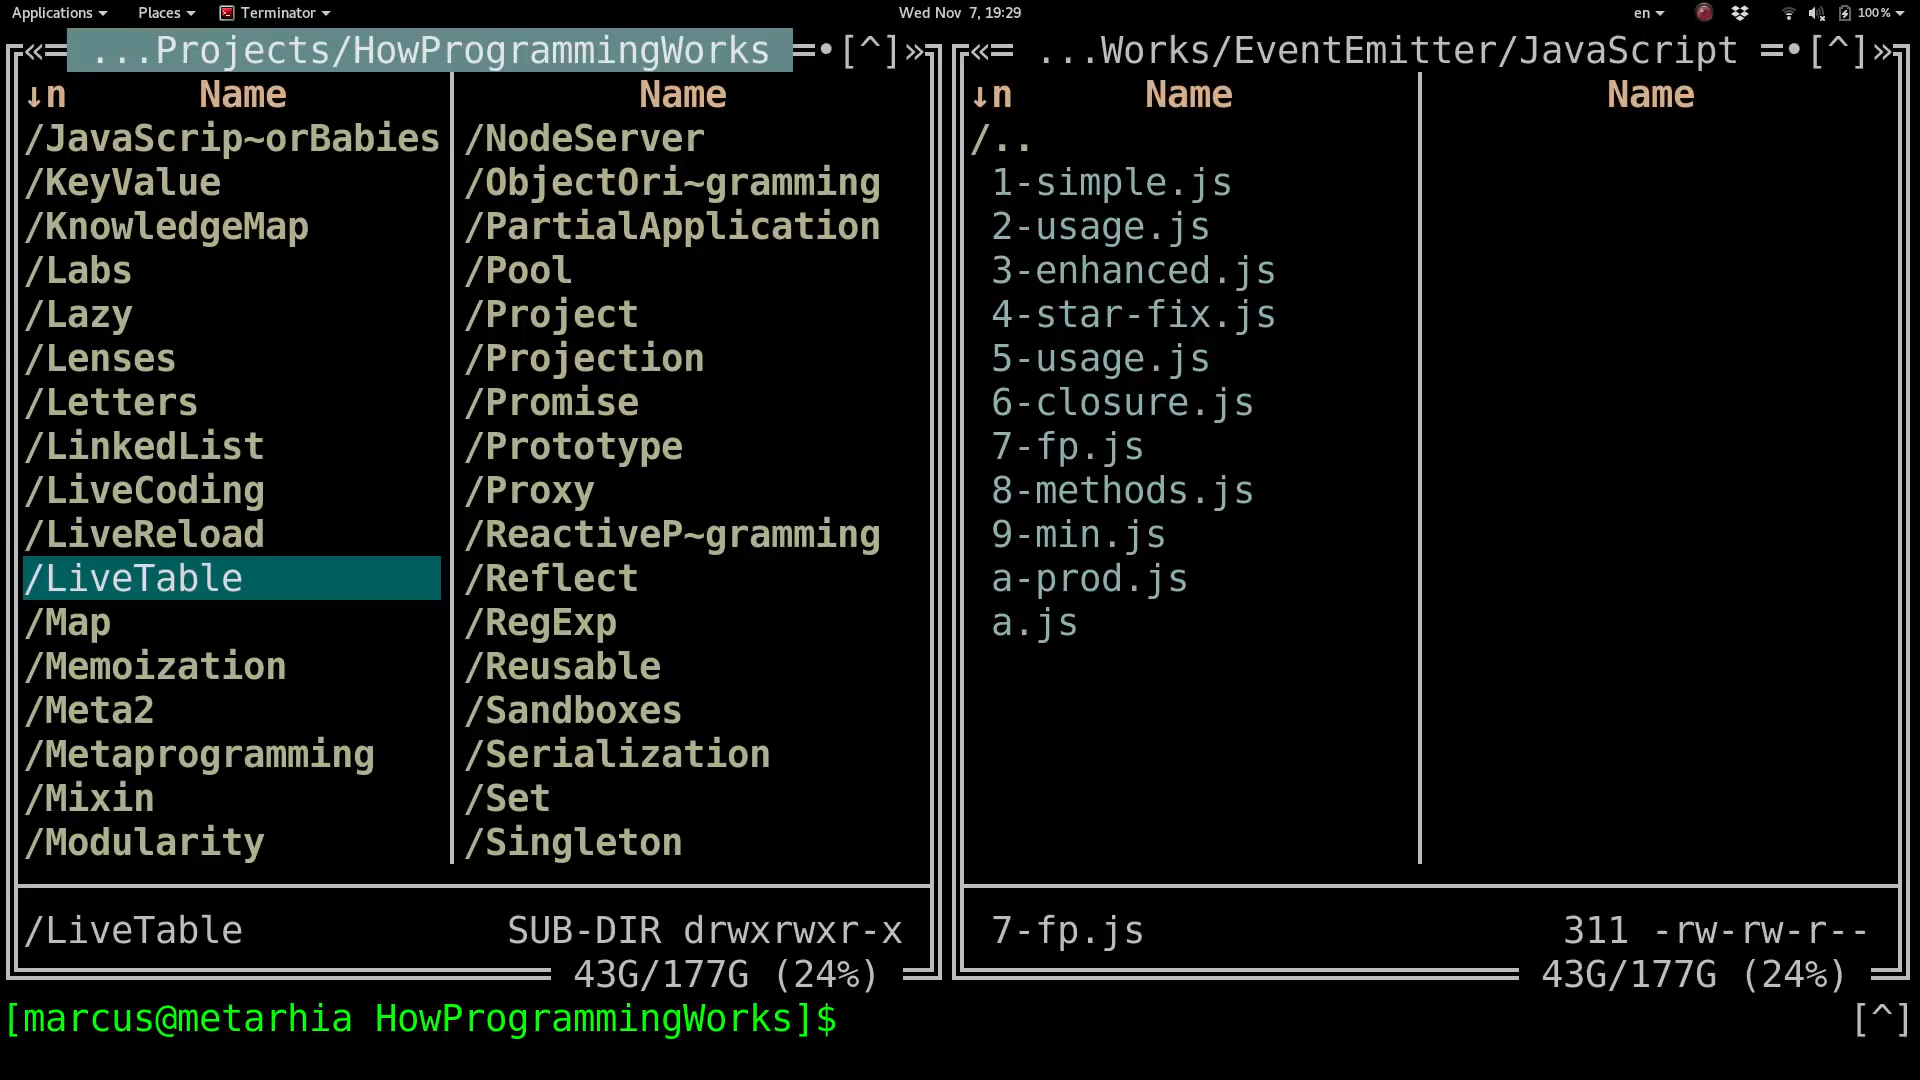 Applications Places Terminator Wed Nov 7, 19:29 en 100%
«= ...Projects/HowProgrammingWorks =•[^]»
↓n Name Name
/JavaScrip~orBabies /NodeServer
/KeyValue /ObjectOri~gramming
/KnowledgeMap /PartialApplication
/Labs /Pool
/Lazy /Project
/Lenses /Projection
/Letters /Promise
/LinkedList /Prototype
/LiveCoding /Proxy
/LiveReload /ReactiveP~gramming
/LiveTable /Reflect
/Map /RegExp
/Memoization /Reusable
/Meta2 /Sandboxes
/Metaprogramming /Serialization
/Mixin /Set
/Modularity /Singleton
/LiveTable SUB-DIR drwxrwxr-x
43G/177G (24%)
«= ...Works/EventEmitter/JavaScript =•[^]»
↓n Name Name
/..
1-simple.js
2-usage.js
3-enhanced.js
4-star-fix.js
5-usage.js
6-closure.js
7-fp.js
8-methods.js
9-min.js
a-prod.js
a.js
7-fp.js 311 -rw-rw-r--
43G/177G (24%)
[marcus@metarhia HowProgrammingWorks]$ [^]